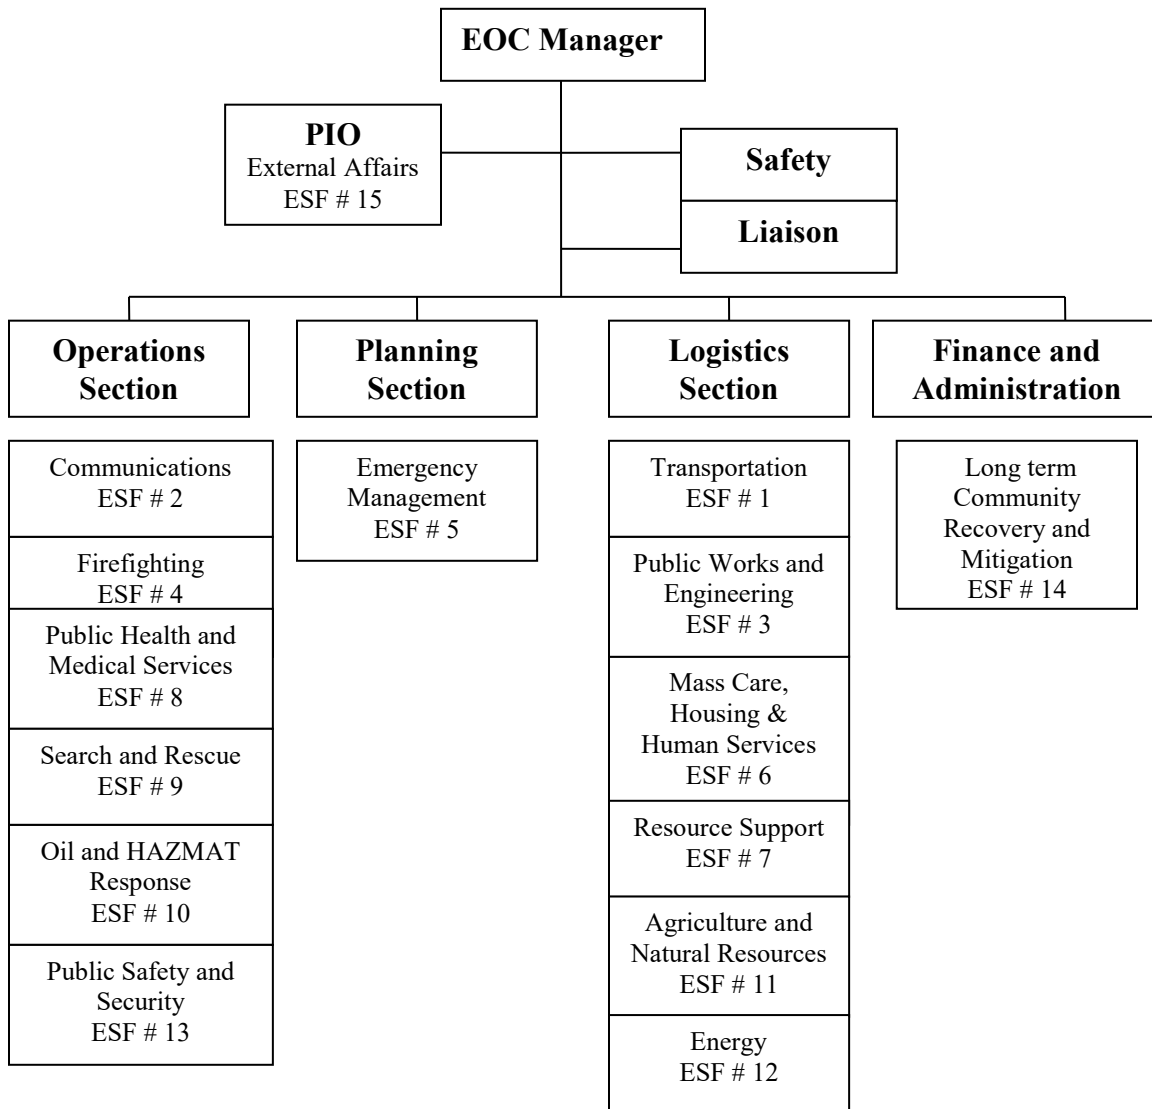 EOC Manager
PIO
External Affairs
ESF # 15
Safety
Liaison
Operations
Section
Planning
Section
Logistics
Section
Finance and
Administration
Communications
ESF # 2
Firefighting
ESF # 4
Public Health and
Medical Services
ESF # 8
Search and Rescue
ESF # 9
Oil and HAZMAT
Response
ESF # 10
Public Safety and
Security
ESF # 13
Emergency
Management
ESF # 5
Transportation
ESF # 1
Public Works and
Engineering
ESF # 3
Mass Care,
Housing &
Human Services
ESF # 6
Resource Support
ESF # 7
Agriculture and
Natural Resources
ESF # 11
Energy
ESF # 12
Long term
Community
Recovery and
Mitigation
ESF # 14